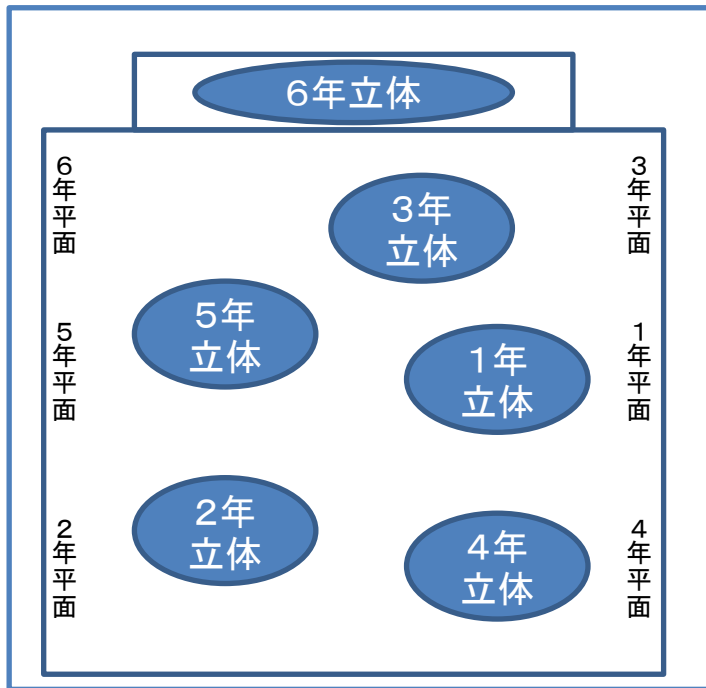 ６年立体
６年平面
３年
立体
３年平面
５年
立体
５年平面
１年
立体
１年平面
２年
立体
２年平面
４年
立体
４年平面